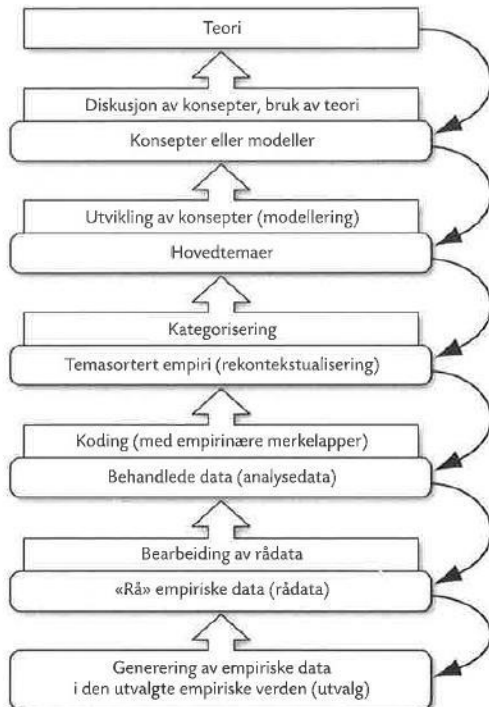 Teori
Diskusjon av konsepter, bruk av teori
Konsepter eller modeller
Utvikling av konsepter (modellering)
Hovedtemaer
Kategorisering
Temasortert empiri (rekontekstualisering)
Koding (med empirinære merkelapper)
Behandlede data (analysedata)
Bearbeiding av rådata
«Rå» empiriske data (rådata)
Generering av empiriske data
i den utvalgte empiriske verden (utvalg)